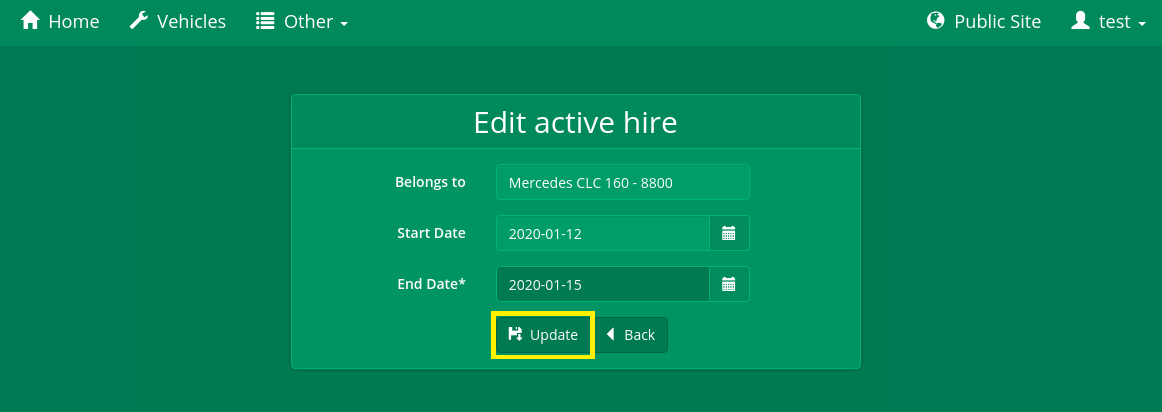 Home Vehicles Other Public Site test
Edit active hire
Belongs to Mercedes CLC 160 - 8800
Start Date 2020-01-12
End Date* 2020-01-15
Update Back